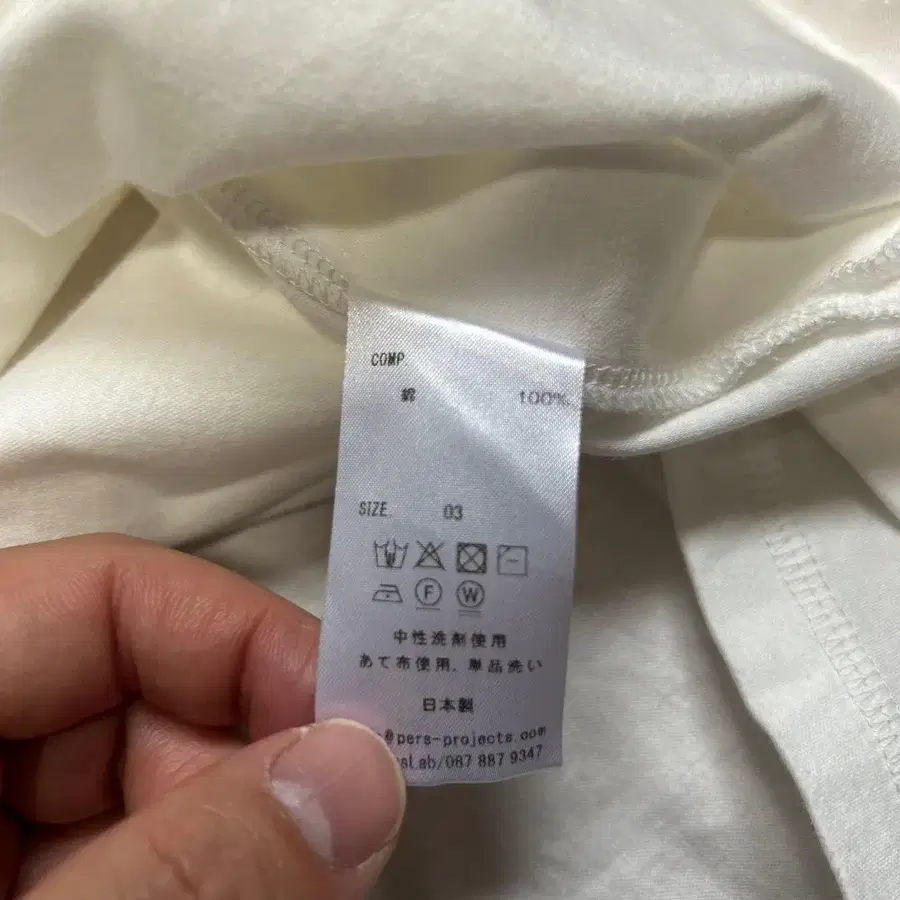 COMP.
綿 100%.
SIZE 03
F W
中性洗剤使用
あて布使用、単品洗い
日本製
@pers-projects.com
sLab/087 887 9347